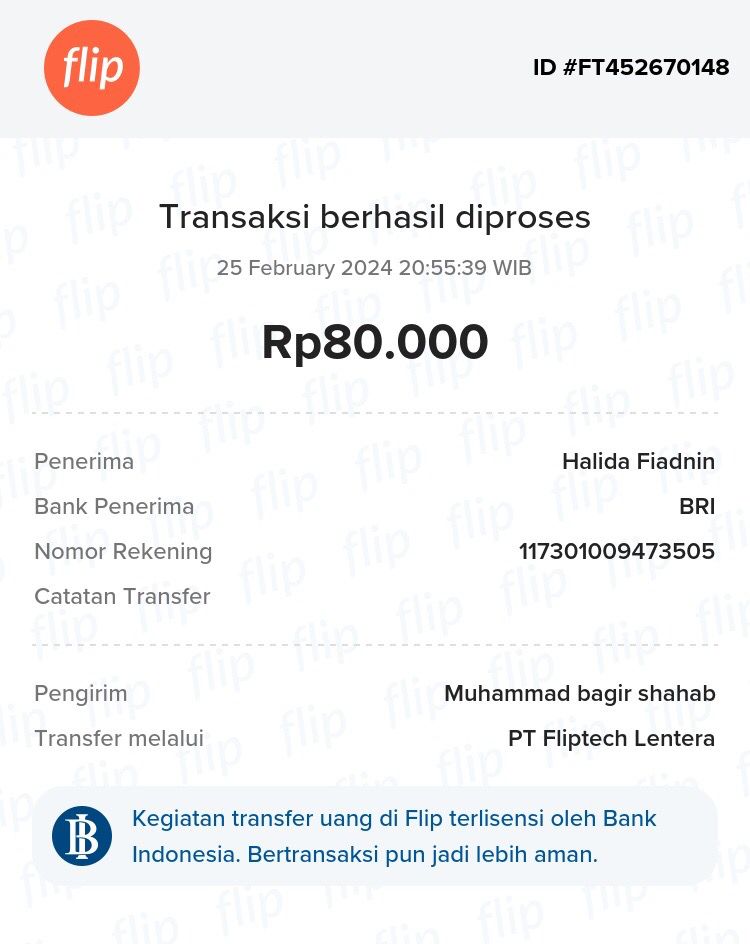 flip
ID #FT452670148
Transaksi berhasil diproses
25 February 2024 20:55:39 WIB
Rp80.000
Penerima Halida Fiadnin
Bank Penerima BRI
Nomor Rekening 117301009473505
Catatan Transfer
Pengirim Muhammad bagir shahab
Transfer melalui PT Fliptech Lentera
Kegiatan transfer uang di Flip terlisensi oleh Bank
Indonesia. Bertransaksi pun jadi lebih aman.